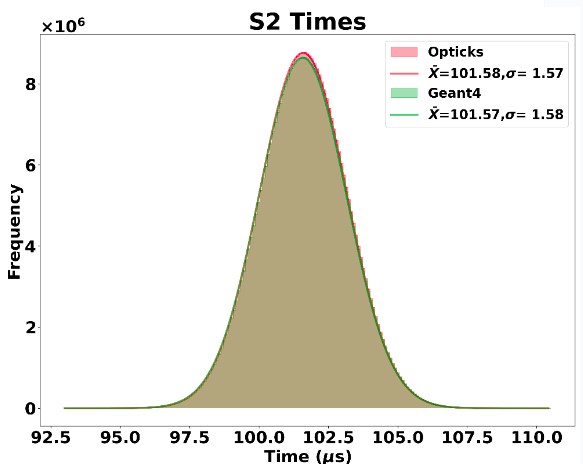 S2 Times
×10⁶
Opticks
X̄=101.58,σ= 1.57
Geant4
X̄=101.57,σ= 1.58
8
6
4
2
0
Frequency
92.5 95.0 97.5 100.0 102.5 105.0 107.5 110.0
Time (μs)